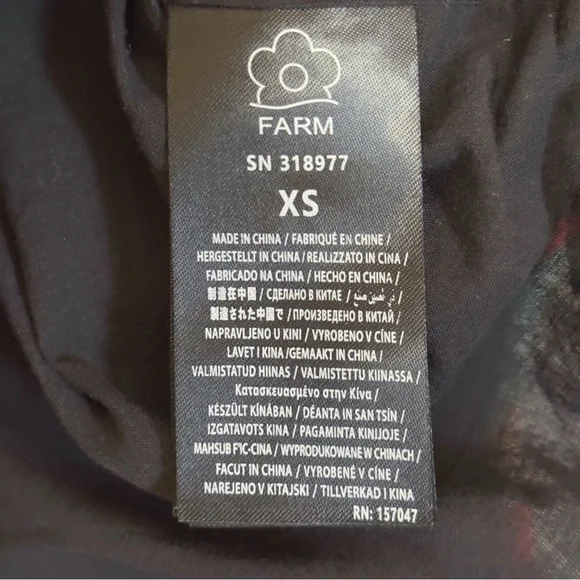 FARM
SN 318977
XS
MADE IN CHINA / FABRIQUÉ EN CHINE /
HERGESTELLT IN CHINA / REALIZZATO IN CINA /
FABRICADO NA CHINA / HECHO EN CHINA /
制造在中国 / СДЕЛАНО В КИТАЕ / في الصين صنع /
製造された中国で / ПРОИЗВЕДЕНО В КИТАЙ /
NAPRAVLJENO U KINI / VYROBENO V CÍNE /
LAVET I KINA /GEMAAKT IN CHINA /
VALMISTATUD HIINAS / VALMISTETTU KIINASSA /
Κατασκευασμένο στην Κίνα /
KÉSZÜLT KÍNÁBAN / DÉANTA IN SAN TSÍN /
IZGATAVOTS KINA / PAGAMINTA KINIJOJE /
MAHSUB F'IC-CINA / WYPRODUKOWANE W CHINACH /
FACUT IN CHINA / VYROBENÉ V CÍNE /
NAREJENO V KITAJSKI / TILLVERKAD I KINA
RN: 157047